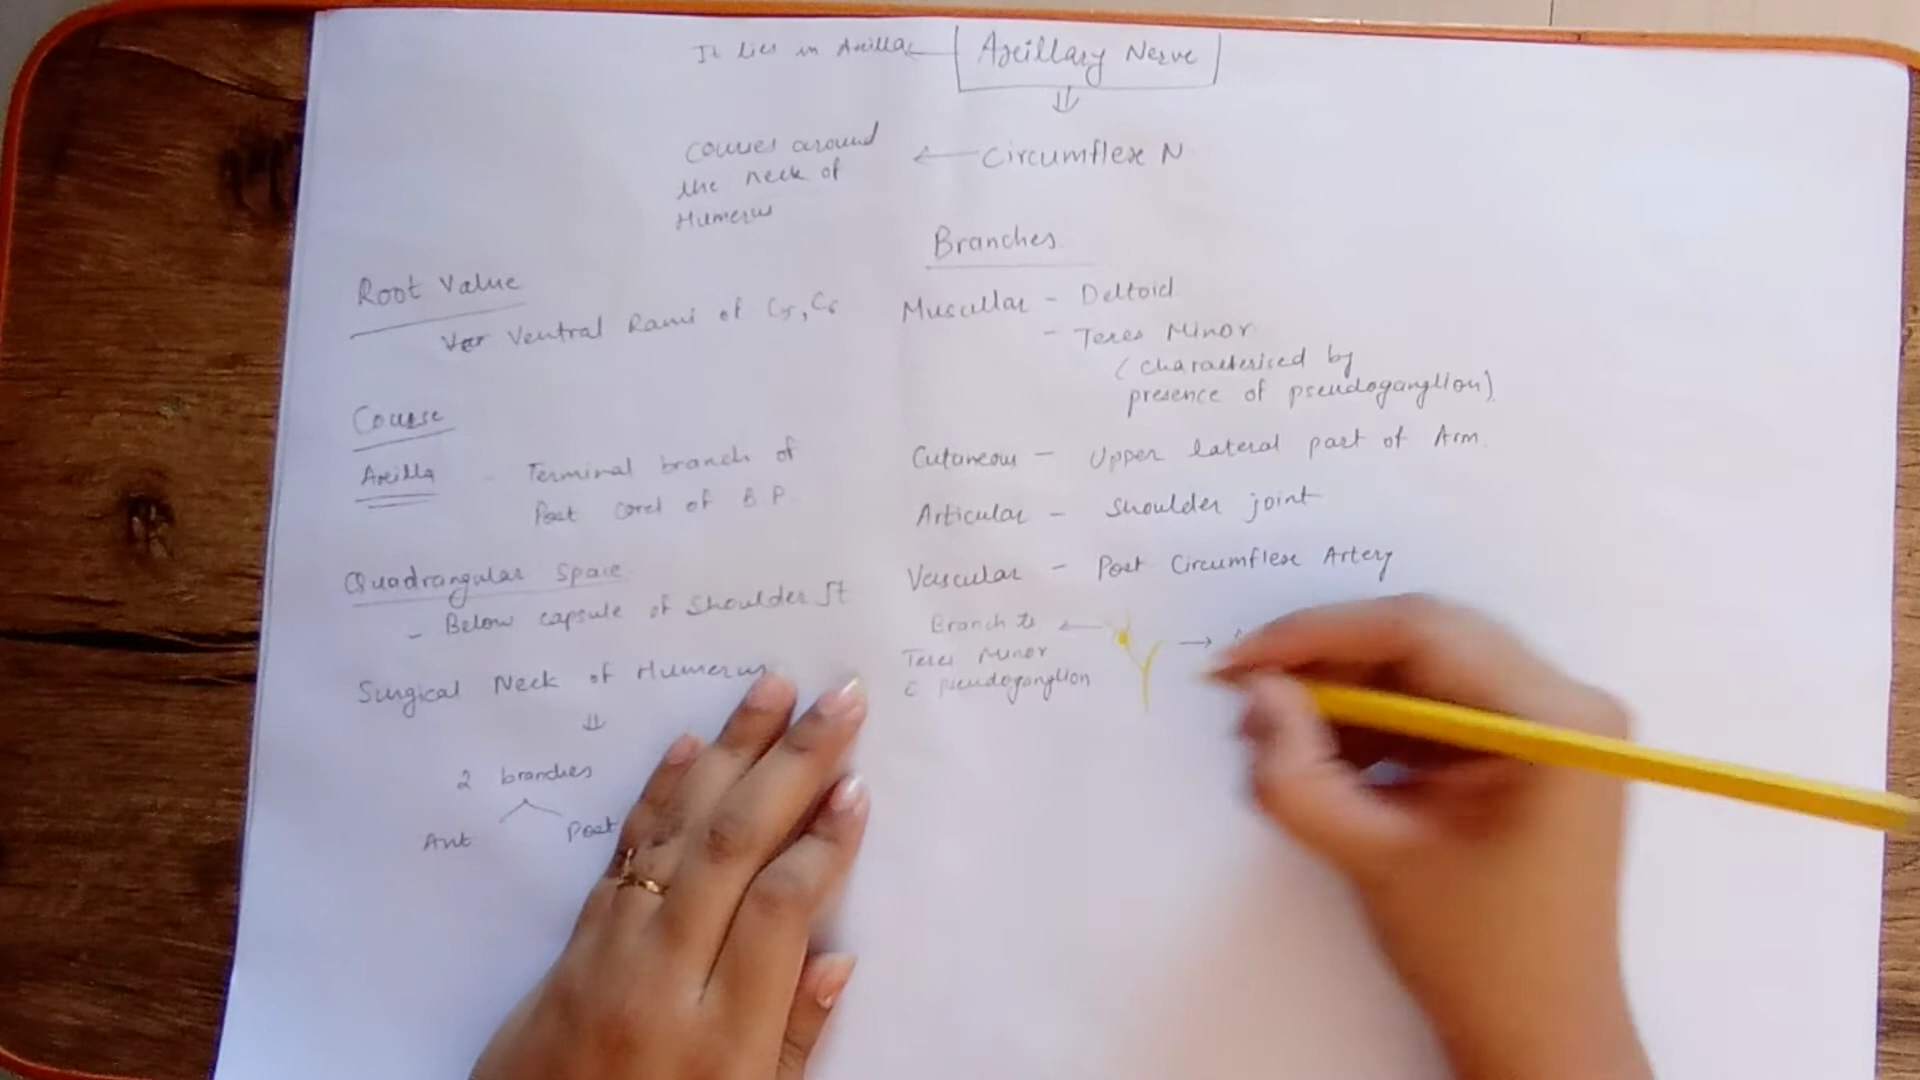 It lies in Axilla
Axillary Nerve
Circumflex N
Courses around
the neck of
Humerus
Root Value
Ventral Rami of C5, C6
Course
Axilla - Terminal branch of
Post Cord of B P.
Quadrangular Space
- Below capsule of Shoulder Jt
Surgical Neck of Humerus
2 branches
Ant Post
Branches
Muscular - Deltoid
- Teres Minor
(characterised by
presence of pseudoganglion)
Cutaneous - Upper lateral part of Arm.
Articular - Shoulder joint
Vascular - Post Circumflex Artery
Branch to
Teres Minor
c̄ pseudoganglion